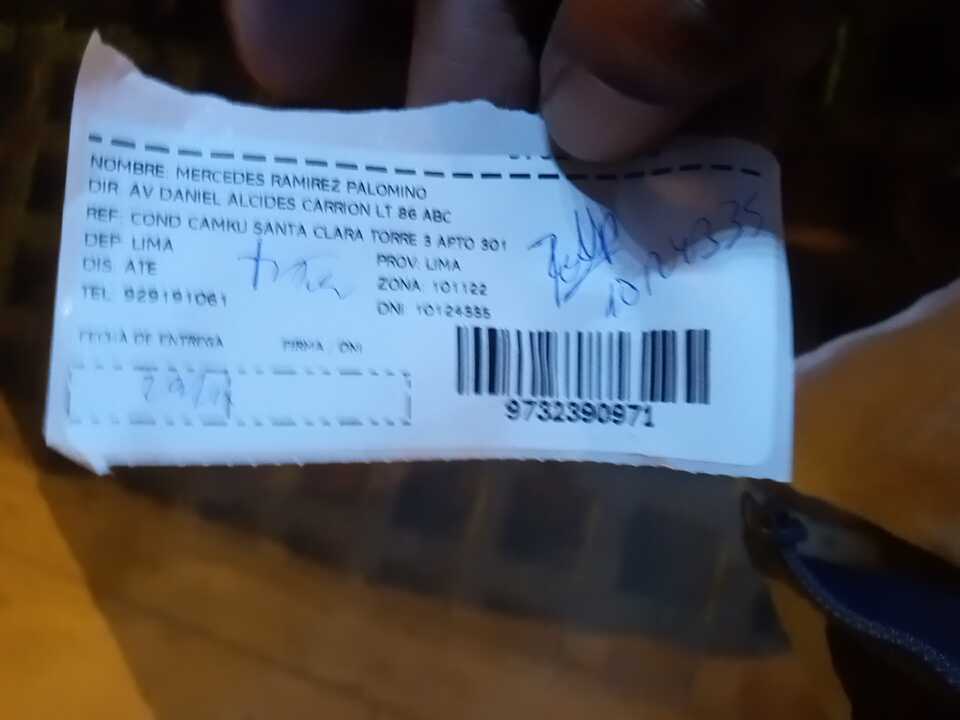 NOMBRE: MERCEDES RAMIREZ PALOMINO
DIR: AV DANIEL ALCIDES CARRION LT 86 ABC
REF: COND CAMKU SANTA CLARA TORRE 3 APTO 301
DEP: LIMA PROV: LIMA
DIS: ATE ZONA: 101122
TEL: 929191061 DNI: 10124335
10124335
FECHA DE ENTREGA FIRMA / DNI
9732390971